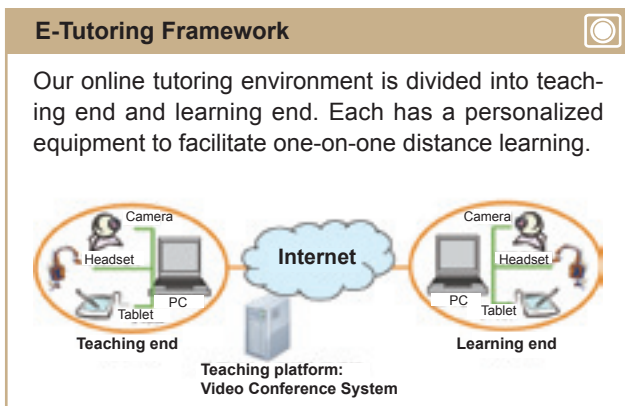 E-Tutoring Framework
Our online tutoring environment is divided into teach-
ing end and learning end. Each has a personalized
equipment to facilitate one-on-one distance learning.
Camera
Headset
Tablet
PC
Teaching end
Internet
Teaching platform:
Video Conference System
Camera
Headset
PC
Tablet
Learning end